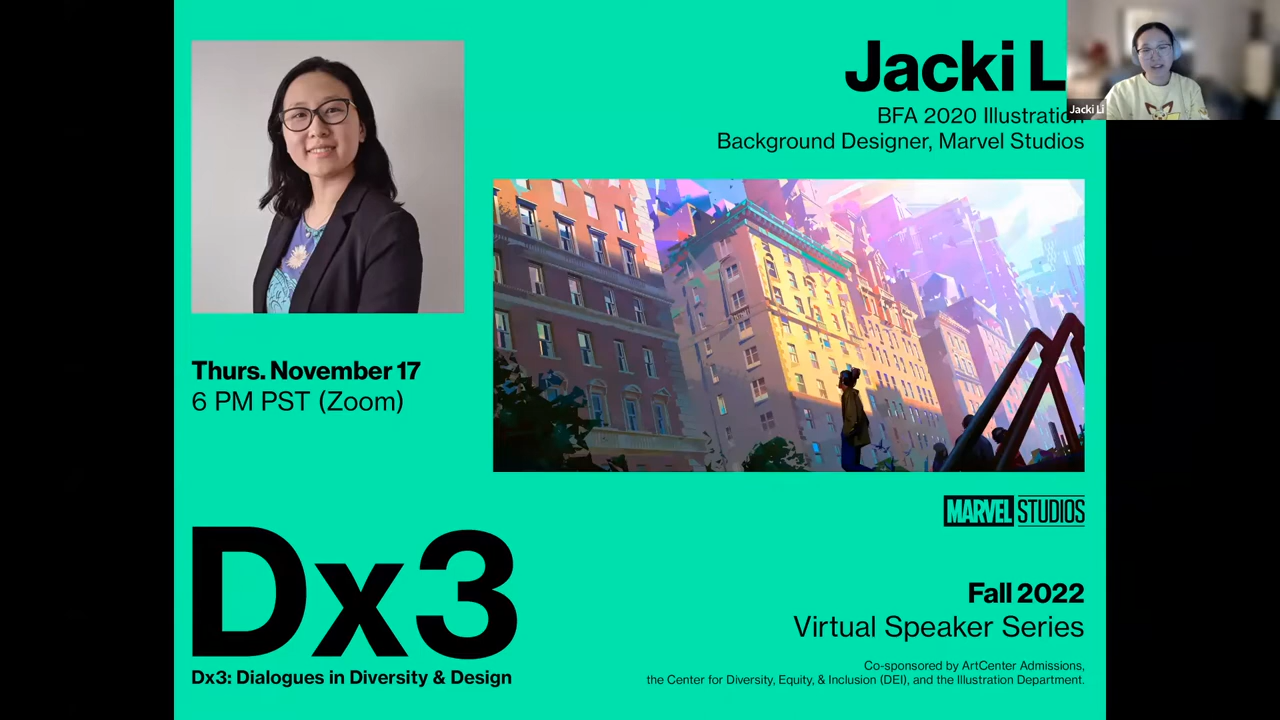 Jacki L
Jacki Li
BFA 2020 Illustration
Background Designer, Marvel Studios
Thurs. November 17
6 PM PST (Zoom)
MARVEL STUDIOS
Dx3
Dx3: Dialogues in Diversity & Design
Fall 2022
Virtual Speaker Series
Co-sponsored by ArtCenter Admissions,
the Center for Diversity, Equity, & Inclusion (DEI), and the Illustration Department.